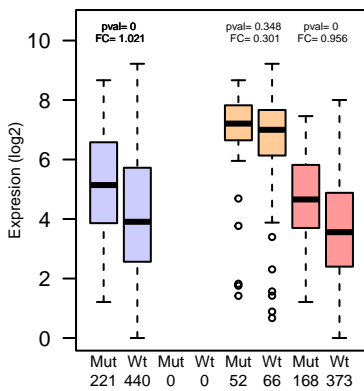 pval= 0 pval= 0.348 pval= 0
FC= 1.021 FC= 0.301 FC= 0.956
10
8
6
4
2
0
Expresion (log2)
Mut Wt Mut Wt Mut Wt Mut Wt
221 440 0 0 52 66 168 373